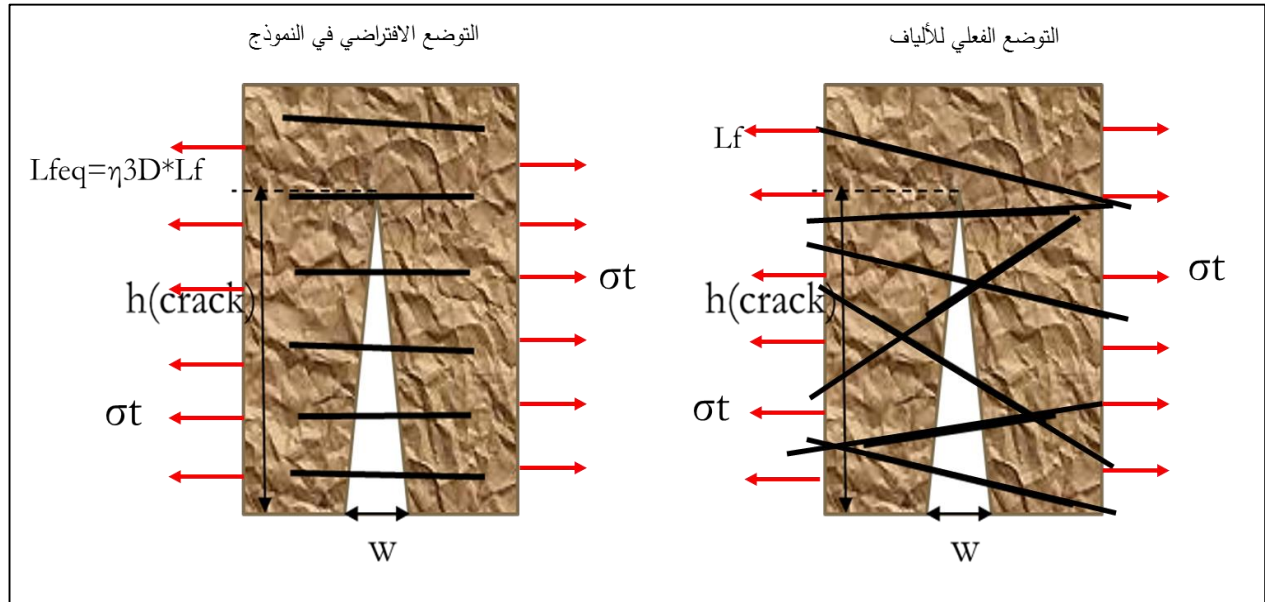 التوضع الفعلي للألياف
Lf
h(crack)
σt
σt
w
التوضع الافتراضي في النموذج
Lfeq=η3D*Lf
h(crack)
σt
σt
w